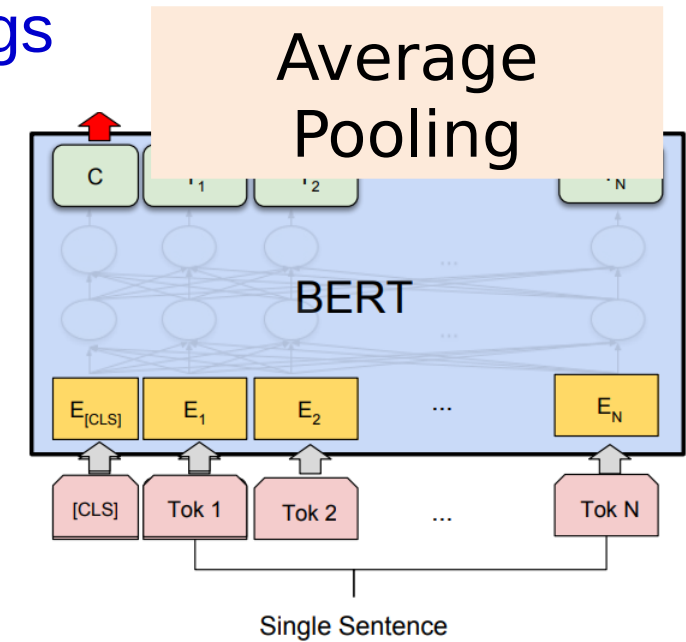 gs
Average
Pooling
C 1 2 N
BERT
...
...
E[CLS] E1 E2 ... EN
[CLS] Tok 1 Tok 2 ... Tok N
Single Sentence